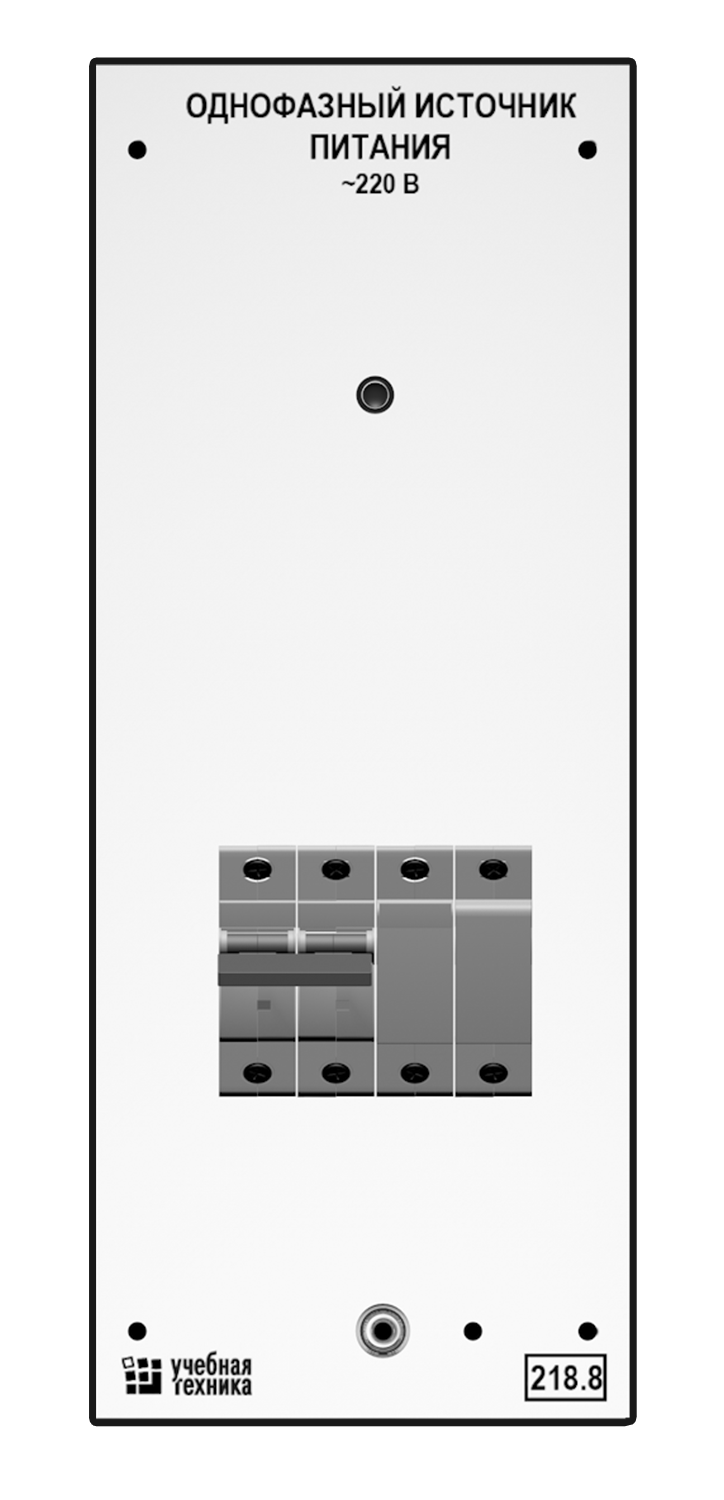 ОДНОФАЗНЫЙ ИСТОЧНИК
ПИТАНИЯ
~220 В
учебная
техника
218.8